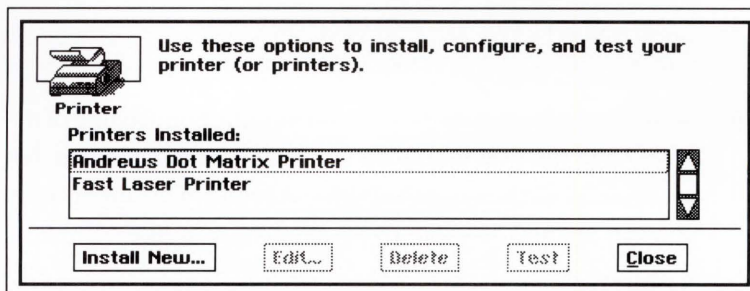 Use these options to install, configure, and test your
printer (or printers).
Printer
Printers Installed:
Andrews Dot Matrix Printer
Fast Laser Printer
Install New...
Edit...
Delete
Test
Close